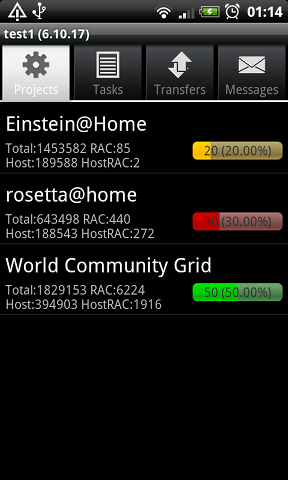 01:14
test1 (6.10.17)
Projects
Tasks
Transfers
Messages
Einstein@Home
Total:1453582 RAC:85
Host:189588 HostRAC:2
20 (20.00%)
rosetta@home
Total:643498 RAC:440
Host:188543 HostRAC:272
30 (30.00%)
World Community Grid
Total:1829153 RAC:6224
Host:394903 HostRAC:1916
50 (50.00%)